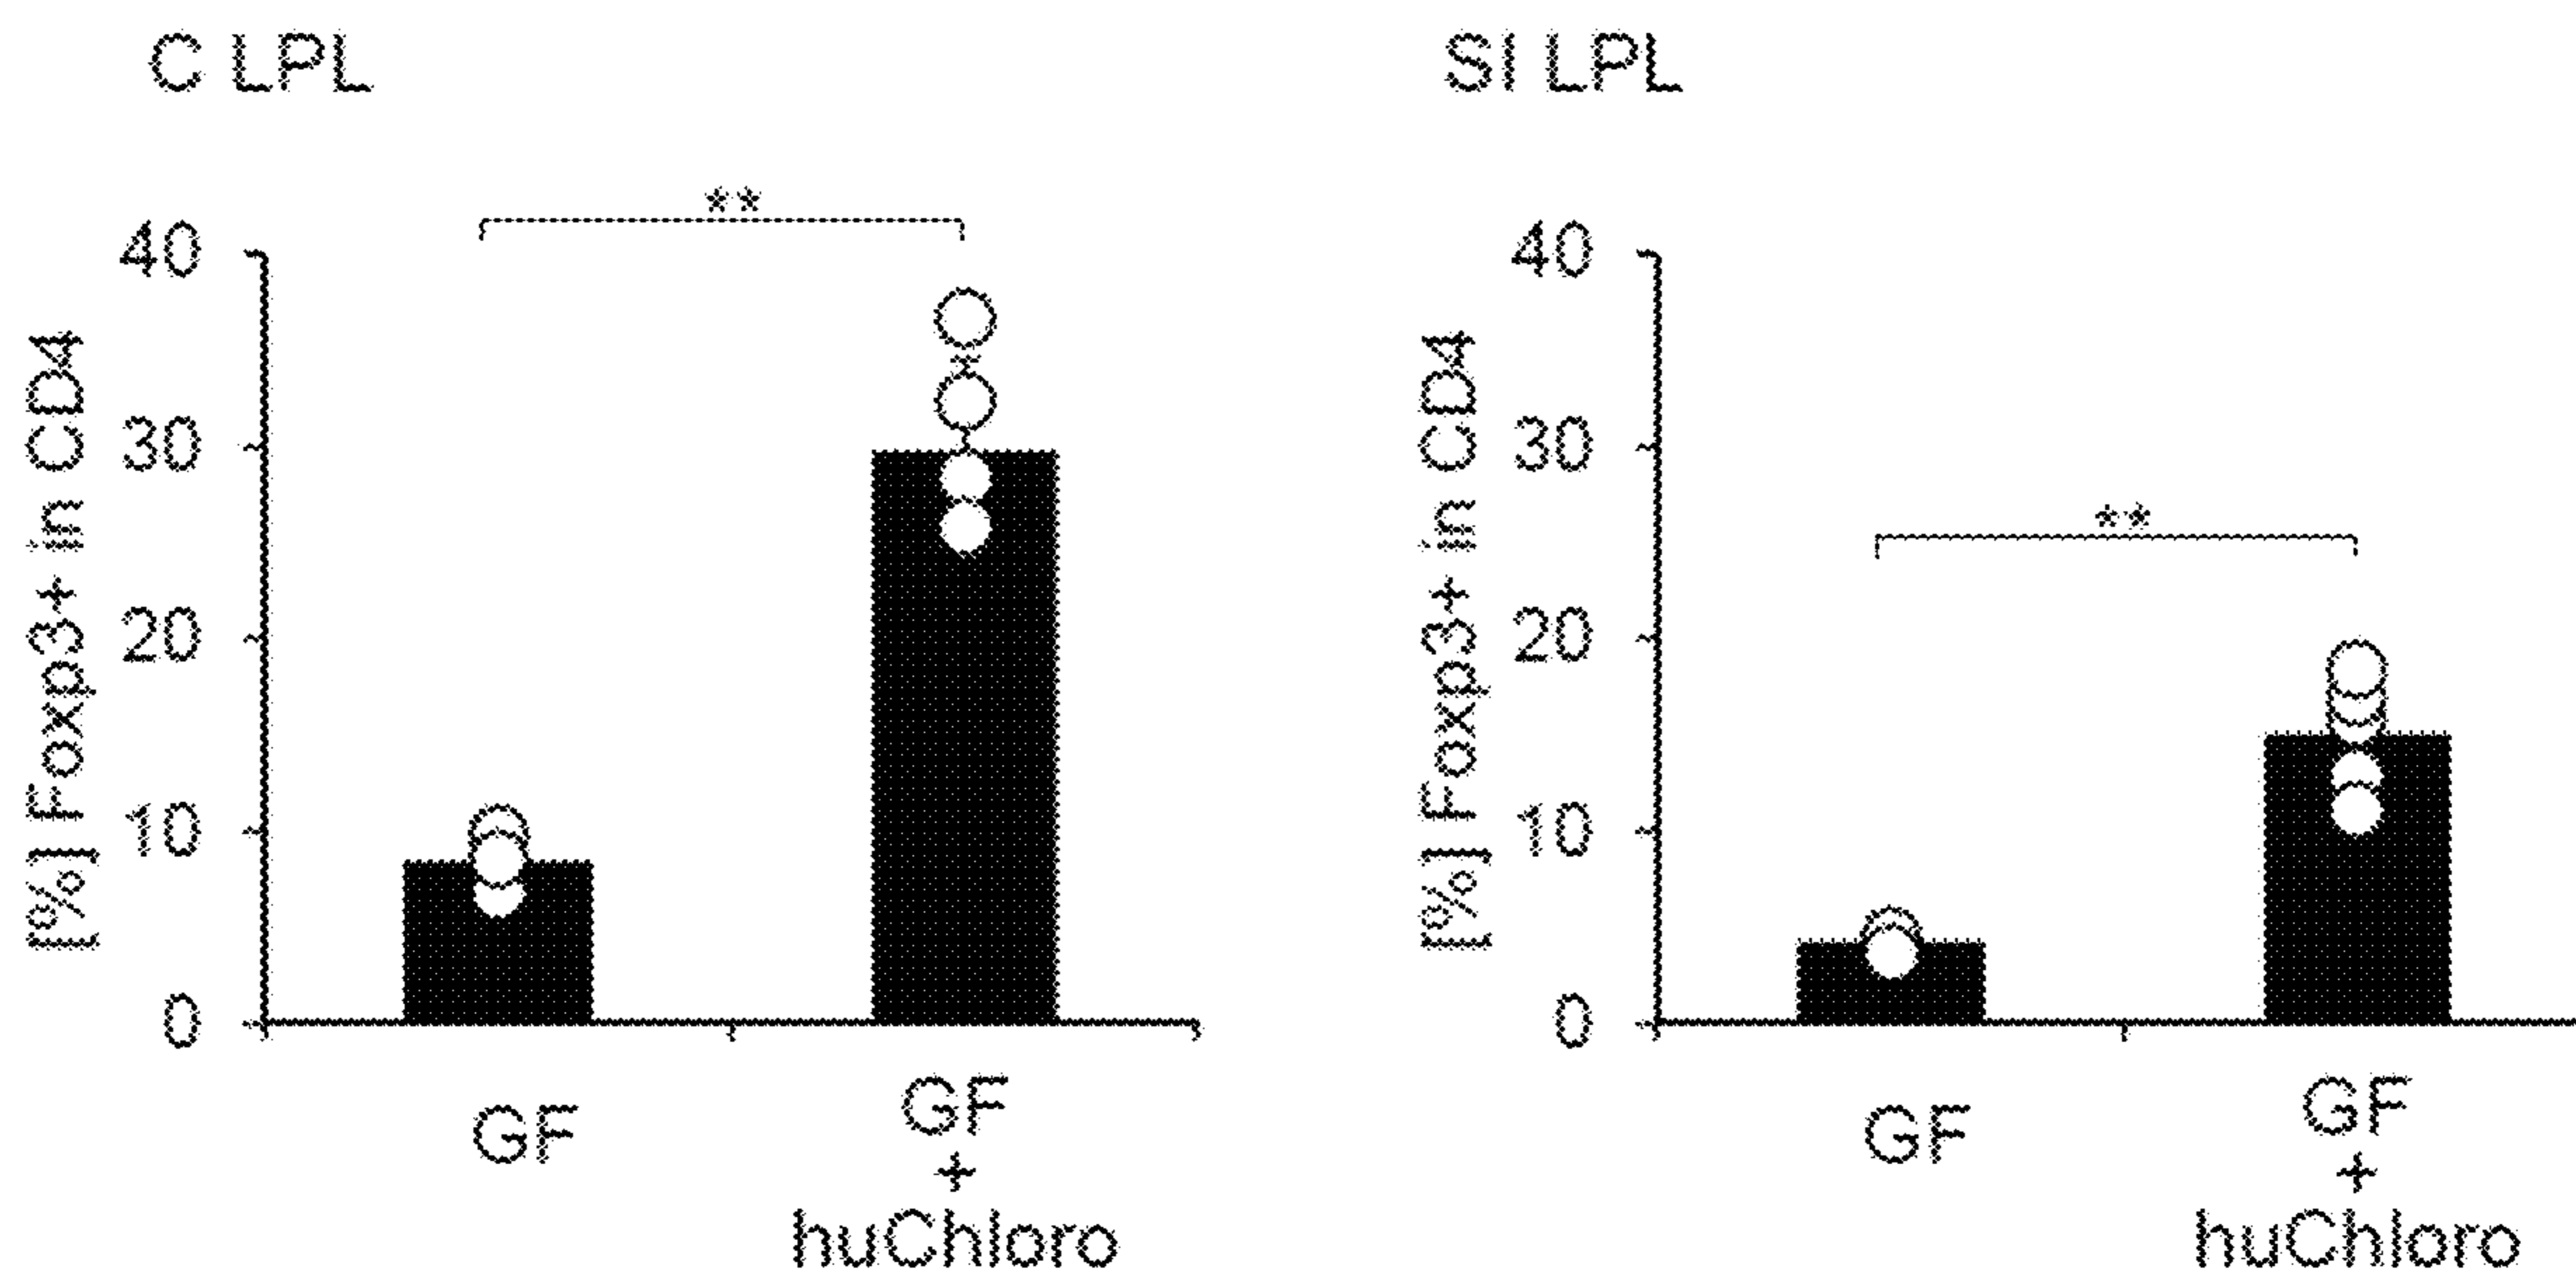 C LPL
[%] Foxp3+ in CD4
40
30
20
10
0
**
GF
GF
+
huChloro
SI LPL
[%] Foxp3+ in CD4
40
30
20
10
0
**
GF
GF
+
huChloro